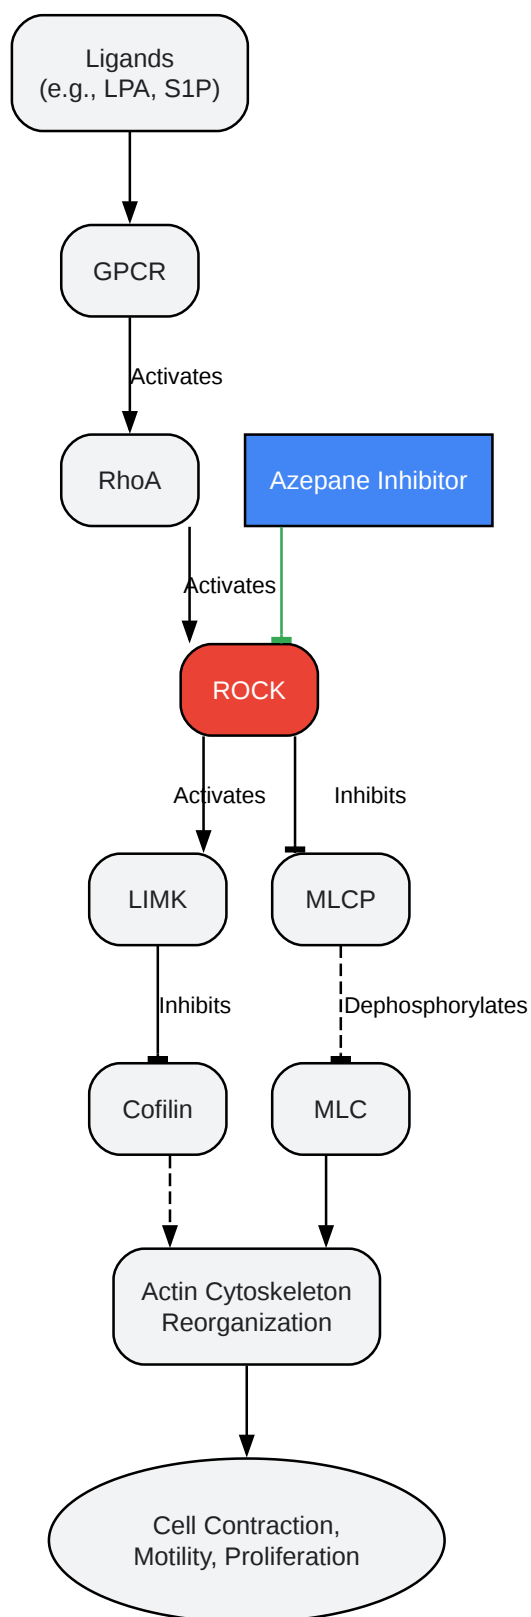 Ligands
(e.g., LPA, S1P)
GPCR
Activates
RhoA
Azepane Inhibitor
Activates
ROCK
Activates
Inhibits
LIMK
MLCP
Inhibits
Dephosphorylates
Cofilin
MLC
Actin Cytoskeleton
Reorganization
Cell Contraction,
Motility, Proliferation